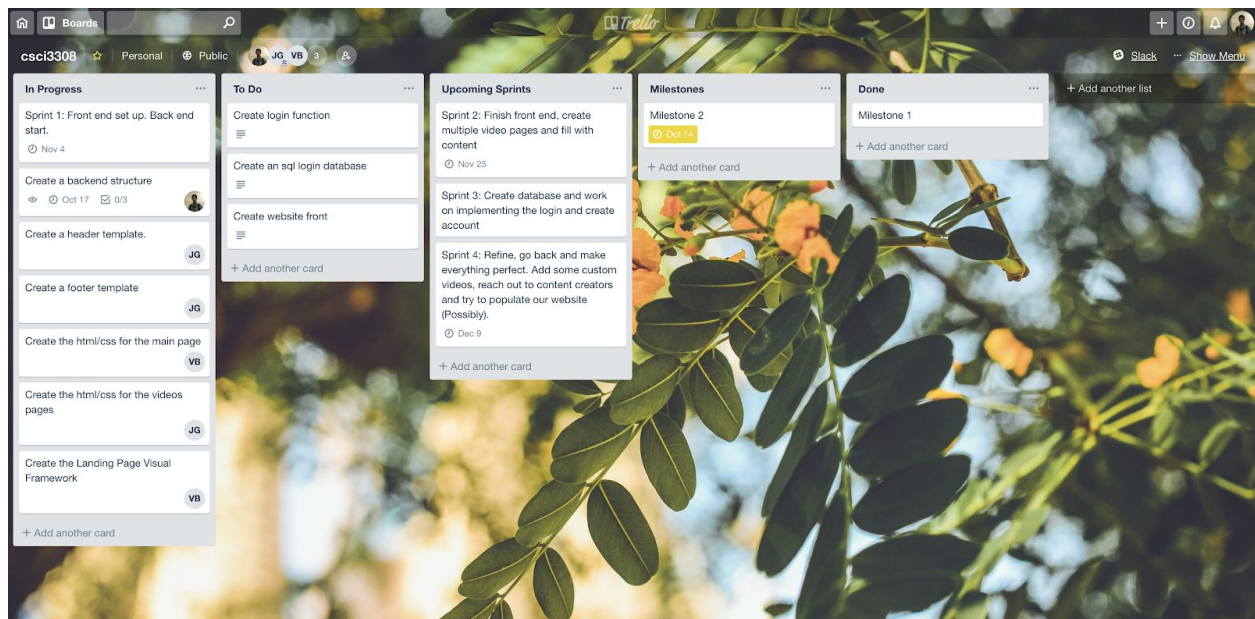 Boards
Trello
csci3308
Personal
Public
JG
VB
3
Slack
... Show Menu
In Progress
Sprint 1: Front end set up. Back end
start.
Nov 4
Create a backend structure
Oct 17
0/3
Create a header template.
JG
Create a footer template
JG
Create the html/css for the main page
VB
Create the html/css for the videos
pages
JG
Create the Landing Page Visual
Framework
VB
+ Add another card
To Do
Create login function
Create an sql login database
Create website front
+ Add another card
Upcoming Sprints
Sprint 2: Finish front end, create
multiple video pages and fill with
content
Nov 25
Sprint 3: Create database and work
on implementing the login and create
account
Sprint 4: Refine, go back and make
everything perfect. Add some custom
videos, reach out to content creators
and try to populate our website
(Possibly).
Dec 9
+ Add another card
Milestones
Milestone 2
Oct 14
+ Add another card
Done
Milestone 1
+ Add another card
+ Add another list